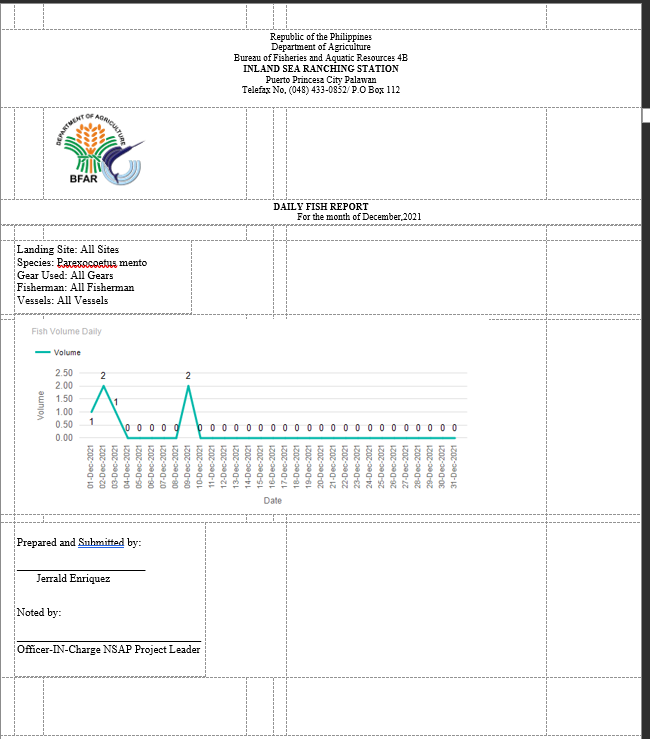 Republic of the Philippines
Department of Agriculture
Bureau of Fisheries and Aquatic Resources 4B
INLAND SEA RANCHING STATION
Puerto Princesa City Palawan
Telefax No, (048) 433-0852/ P.O Box 112
DEPARTMENT OF AGRICULTURE
BFAR
DAILY FISH REPORT
For the month of December,2021
Landing Site: All Sites
Species: Parexocoetus mento
Gear Used: All Gears
Fisherman: All Fisherman
Vessels: All Vessels
Fish Volume Daily
Volume
2.50
2.00
1.50
1.00
0.50
0.00
Volume
1 2 1 0 0 0 0 0 2 0 0 0 0 0 0 0 0 0 0 0 0 0 0 0 0 0 0 0 0 0 0
01-Dec-2021
02-Dec-2021
03-Dec-2021
04-Dec-2021
05-Dec-2021
06-Dec-2021
07-Dec-2021
08-Dec-2021
09-Dec-2021
10-Dec-2021
11-Dec-2021
12-Dec-2021
13-Dec-2021
14-Dec-2021
15-Dec-2021
16-Dec-2021
17-Dec-2021
18-Dec-2021
19-Dec-2021
20-Dec-2021
21-Dec-2021
22-Dec-2021
23-Dec-2021
24-Dec-2021
25-Dec-2021
26-Dec-2021
27-Dec-2021
28-Dec-2021
29-Dec-2021
30-Dec-2021
31-Dec-2021
Date
Prepared and Submitted by:
Jerrald Enriquez
Noted by:
Officer-IN-Charge NSAP Project Leader